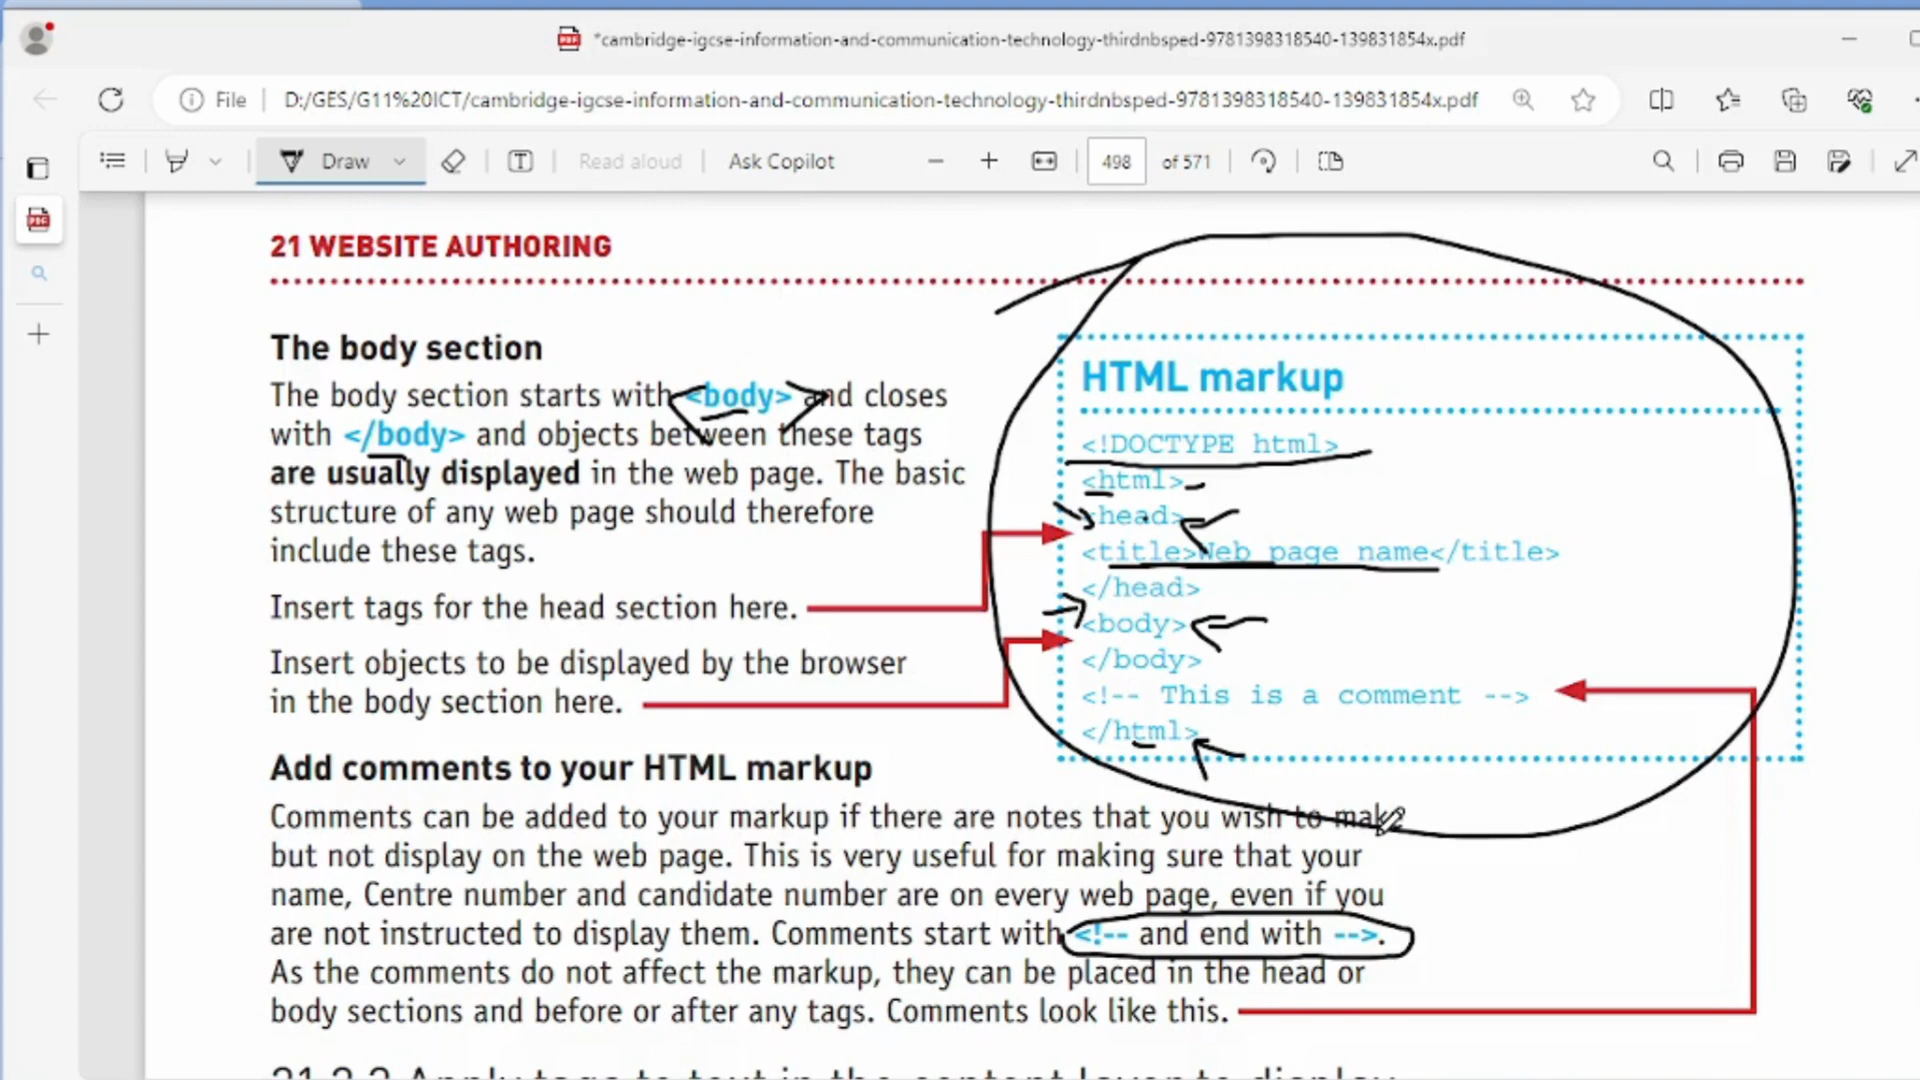 *cambridge-igcse-information-and-communication-technology-thirdnbsped-9781398318540-139831854x.pdf
File D:/GES/G11%20ICT/cambridge-igcse-information-and-communication-technology-thirdnbsped-9781398318540-139831854x.pdf
Draw Read aloud Ask Copilot 498 of 571
21 WEBSITE AUTHORING
The body section
The body section starts with <body> and closes
with </body> and objects between these tags
are usually displayed in the web page. The basic
structure of any web page should therefore
include these tags.
Insert tags for the head section here.
Insert objects to be displayed by the browser
in the body section here.
HTML markup
<!DOCTYPE html>
<html>
<head>
<title>Web page name</title>
</head>
<body>
</body>
<!-- This is a comment -->
</html>
Add comments to your HTML markup
Comments can be added to your markup if there are notes that you wish to make
but not display on the web page. This is very useful for making sure that your
name, Centre number and candidate number are on every web page, even if you
are not instructed to display them. Comments start with <!-- and end with -->.
As the comments do not affect the markup, they can be placed in the head or
body sections and before or after any tags. Comments look like this.